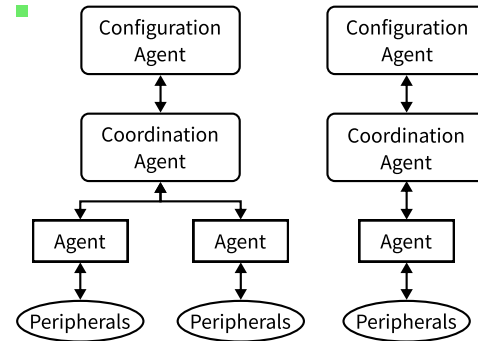 Configuration
Agent
Configuration
Agent
Coordination
Agent
Coordination
Agent
Agent
Agent
Agent
Peripherals
Peripherals
Peripherals